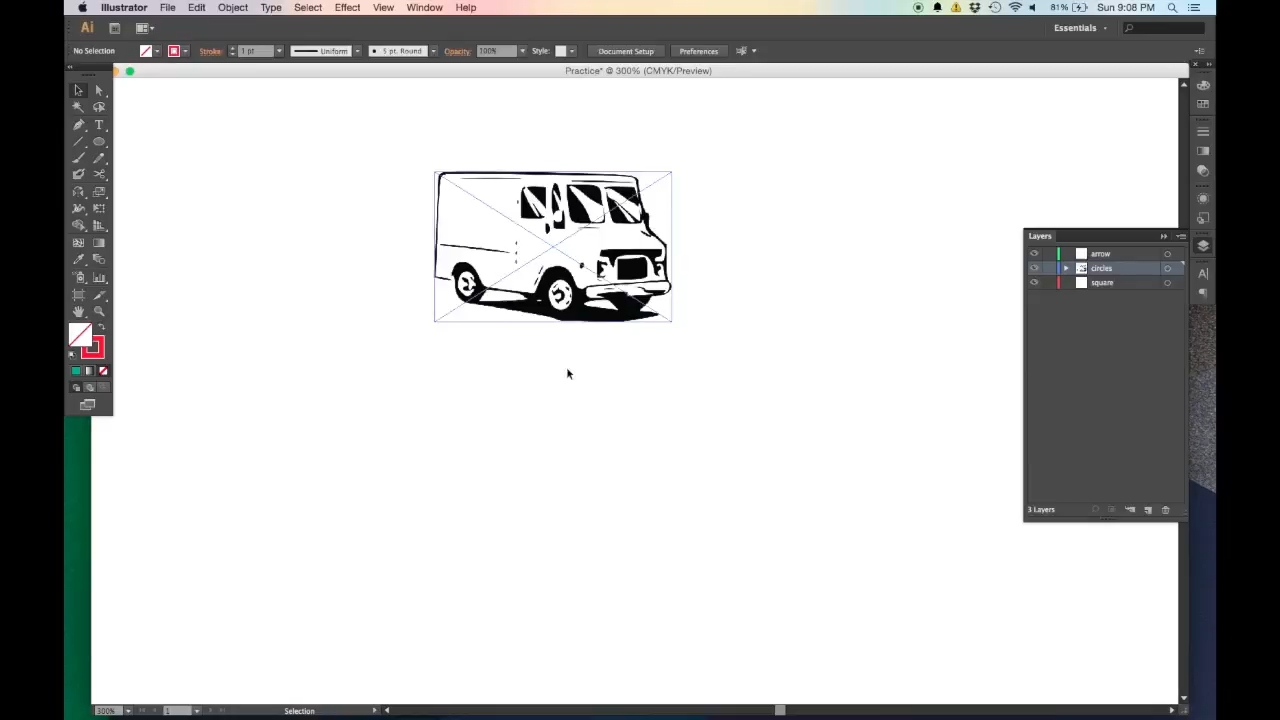 Illustrator File Edit Object Type Select Effect View Window Help
81% Sun 9:08 PM
Ai Essentials
No Selection Stroke: 1 pt Uniform 5 pt. Round Opacity: 100% Style: Document Setup Preferences
Practice* @ 300% (CMYK/Preview)
Layers
arrow
circles
square
3 Layers
300% 1 Selection